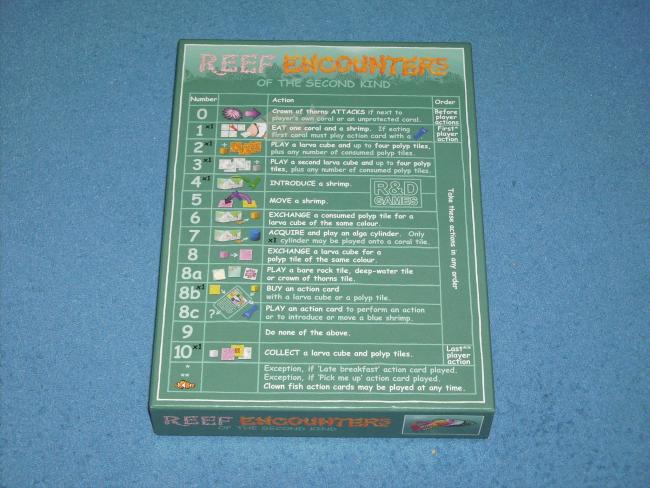 REEF ENCOUNTERS
OF THE SECOND KIND
Number Action Order
0 Crown of thorns ATTACKS if next to
player's own coral or an unprotected coral.
Before
player
actions
1 x1 EAT one coral and a shrimp. If eating
first coral must play action card with a
First*
player
action
2 x1 PLAY a larva cube and up to four polyp tiles,
plus any number of consumed polyp tiles.
3 x1 PLAY a second larva cube and up to four polyp
tiles, plus any number of consumed polyp tiles.
4 x1 INTRODUCE a shrimp.
R&D
GAMES
5 MOVE a shrimp.
Take these actions in any order
6 EXCHANGE a consumed polyp tile for a
larva cube of the same colour.
7 ACQUIRE and play an alga cylinder. Only
x1 cylinder may be played onto a coral tile.
8 EXCHANGE a larva cube for a
polyp tile of the same colour.
8a PLAY a bare rock tile, deep-water tile
or crown of thorns tile.
8b x1 BUY an action card
with a larva cube or a polyp tile.
8c ? PLAY an action card to perform an action
or to introduce or move a blue shrimp.
9 Do none of the above.
10 x1 COLLECT a larva cube and polyp tiles.
Last**
player
action
* Exception, if 'Late breakfast' action card played.
** Exception, if 'Pick me up' action card played.
Clown fish action cards may be played at any time.
REEF ENCOUNTERS
OF THE SECOND KIND